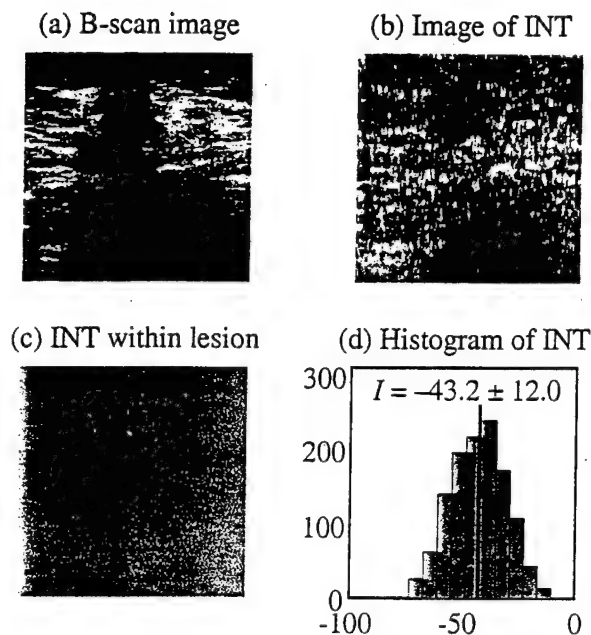 (a) B-scan image
(b) Image of INT
(c) INT within lesion
(d) Histogram of INT
300
I = –43.2 ± 12.0
200
100
0
-100
-50
0